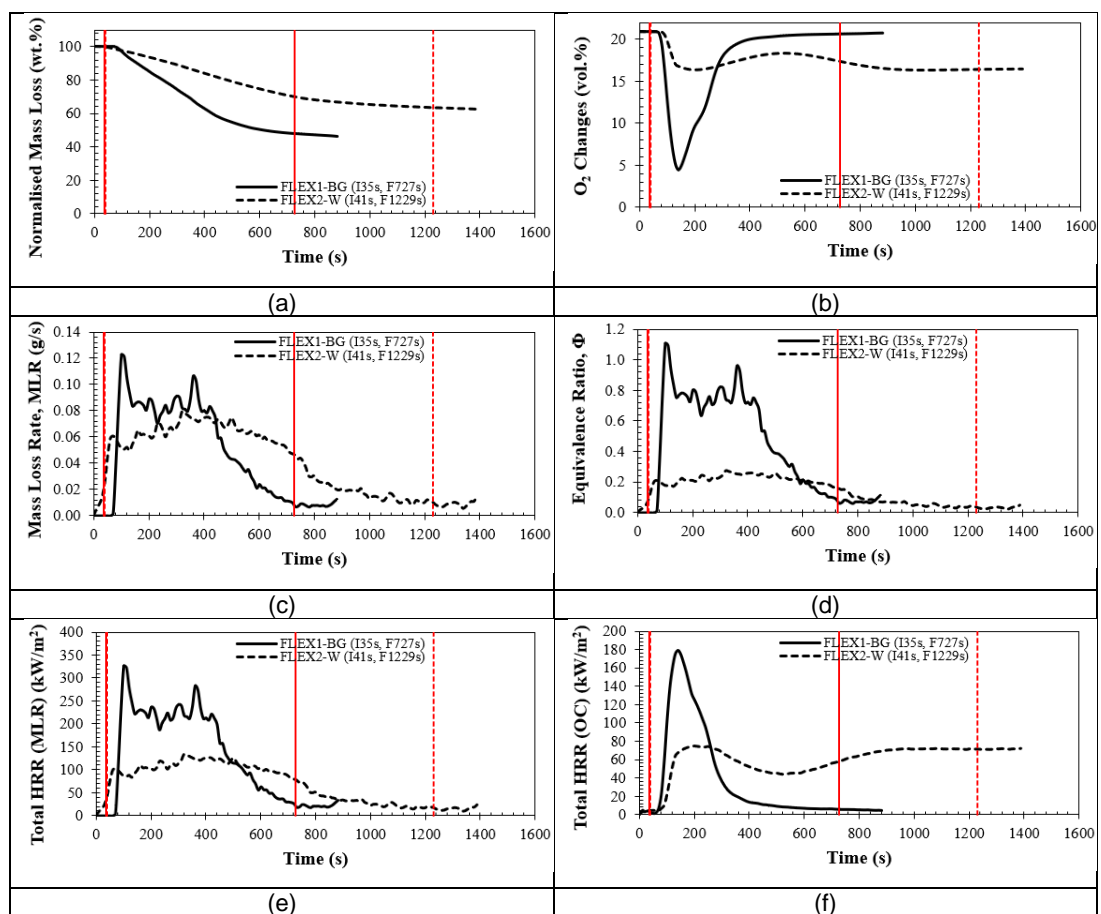 Normalised Mass Loss (wt.%)
120
100
80
60
40
20
0
FLEX1-BG (I35s, F727s)
FLEX2-W (I41s, F1229s)
0 200 400 600 800 1000 1200 1400 1600
Time (s)
(a)
O2 Changes (vol.%)
20
15
10
5
0
FLEX1-BG (I35s, F727s)
FLEX2-W (I41s, F1229s)
0 200 400 600 800 1000 1200 1400 1600
Time (s)
(b)
Mass Loss Rate, MLR (g/s)
0.14
0.12
0.10
0.08
0.06
0.04
0.02
0.00
FLEX1-BG (I35s, F727s)
FLEX2-W (I41s, F1229s)
0 200 400 600 800 1000 1200 1400 1600
Time (s)
(c)
Equivalence Ratio, Φ
1.2
1.0
0.8
0.6
0.4
0.2
0.0
FLEX1-BG (I35s, F727s)
FLEX2-W (I41s, F1229s)
0 200 400 600 800 1000 1200 1400 1600
Time (s)
(d)
Total HRR (MLR) (kW/m²)
400
350
300
250
200
150
100
50
0
FLEX1-BG (I35s, F727s)
FLEX2-W (I41s, F1229s)
0 200 400 600 800 1000 1200 1400 1600
Time (s)
(e)
Total HRR (OC) (kW/m²)
200
180
160
140
120
100
80
60
40
20
0
FLEX1-BG (I35s, F727s)
FLEX2-W (I41s, F1229s)
0 200 400 600 800 1000 1200 1400 1600
Time (s)
(f)